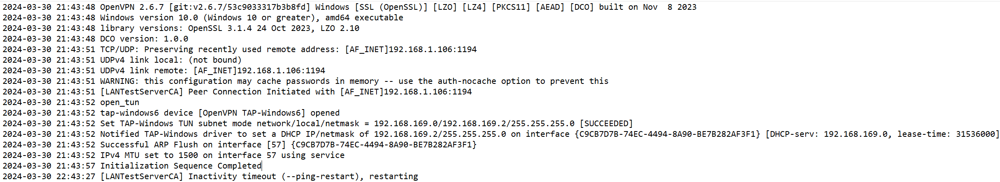 2024-03-30 21:43:48 OpenVPN 2.6.7 [git:v2.6.7/53c9033317b3b8fd] Windows [SSL (OpenSSL)] [LZO] [LZ4] [PKCS11] [AEAD] [DCO] built on Nov  8 2023
2024-03-30 21:43:48 Windows version 10.0 (Windows 10 or greater), amd64 executable
2024-03-30 21:43:48 library versions: OpenSSL 3.1.4 24 Oct 2023, LZO 2.10
2024-03-30 21:43:48 DCO version: 1.0.0
2024-03-30 21:43:51 TCP/UDP: Preserving recently used remote address: [AF_INET]192.168.1.106:1194
2024-03-30 21:43:51 UDPv4 link local: (not bound)
2024-03-30 21:43:51 UDPv4 link remote: [AF_INET]192.168.1.106:1194
2024-03-30 21:43:51 WARNING: this configuration may cache passwords in memory -- use the auth-nocache option to prevent this
2024-03-30 21:43:51 [LANTestServerCA] Peer Connection Initiated with [AF_INET]192.168.1.106:1194
2024-03-30 21:43:52 open_tun
2024-03-30 21:43:52 tap-windows6 device [OpenVPN TAP-Windows6] opened
2024-03-30 21:43:52 Set TAP-Windows TUN subnet mode network/local/netmask = 192.168.169.0/192.168.169.2/255.255.255.0 [SUCCEEDED]
2024-03-30 21:43:52 Notified TAP-Windows driver to set a DHCP IP/netmask of 192.168.169.2/255.255.255.0 on interface {C9CB7D7B-74EC-4494-8A90-BE7B282AF3F1} [DHCP-serv: 192.168.169.0, lease-time: 31536000]
2024-03-30 21:43:52 Successful ARP Flush on interface [57] {C9CB7D7B-74EC-4494-8A90-BE7B282AF3F1}
2024-03-30 21:43:52 IPv4 MTU set to 1500 on interface 57 using service
2024-03-30 21:43:57 Initialization Sequence Completed
2024-03-30 22:43:27 [LANTestServerCA] Inactivity timeout (--ping-restart), restarting